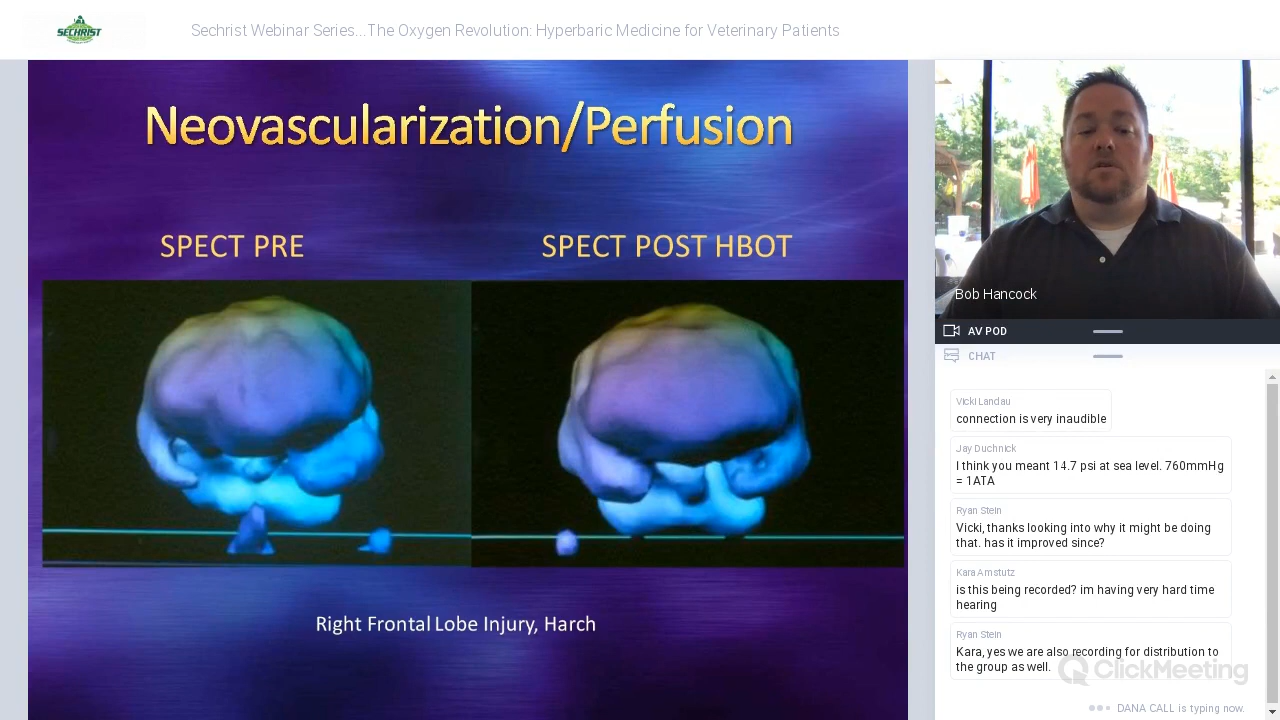 SECHRIST
Sechrist Webinar Series...The Oxygen Revolution: Hyperbaric Medicine for Veterinary Patients
Neovascularization/Perfusion
SPECT PRE
SPECT POST HBOT
Right Frontal Lobe Injury, Harch
Bob Hancock
AV POD
CHAT
Vicki Landau
connection is very inaudible
Jay Duchnick
I think you meant 14.7 psi at sea level. 760mmHg
= 1ATA
Ryan Stein
Vicki, thanks looking into why it might be doing
that. has it improved since?
Kara Amstutz
is this being recorded? im having very hard time
hearing
Ryan Stein
Kara, yes we are also recording for distribution to
the group as well.
ClickMeeting
DANA CALL is typing now.